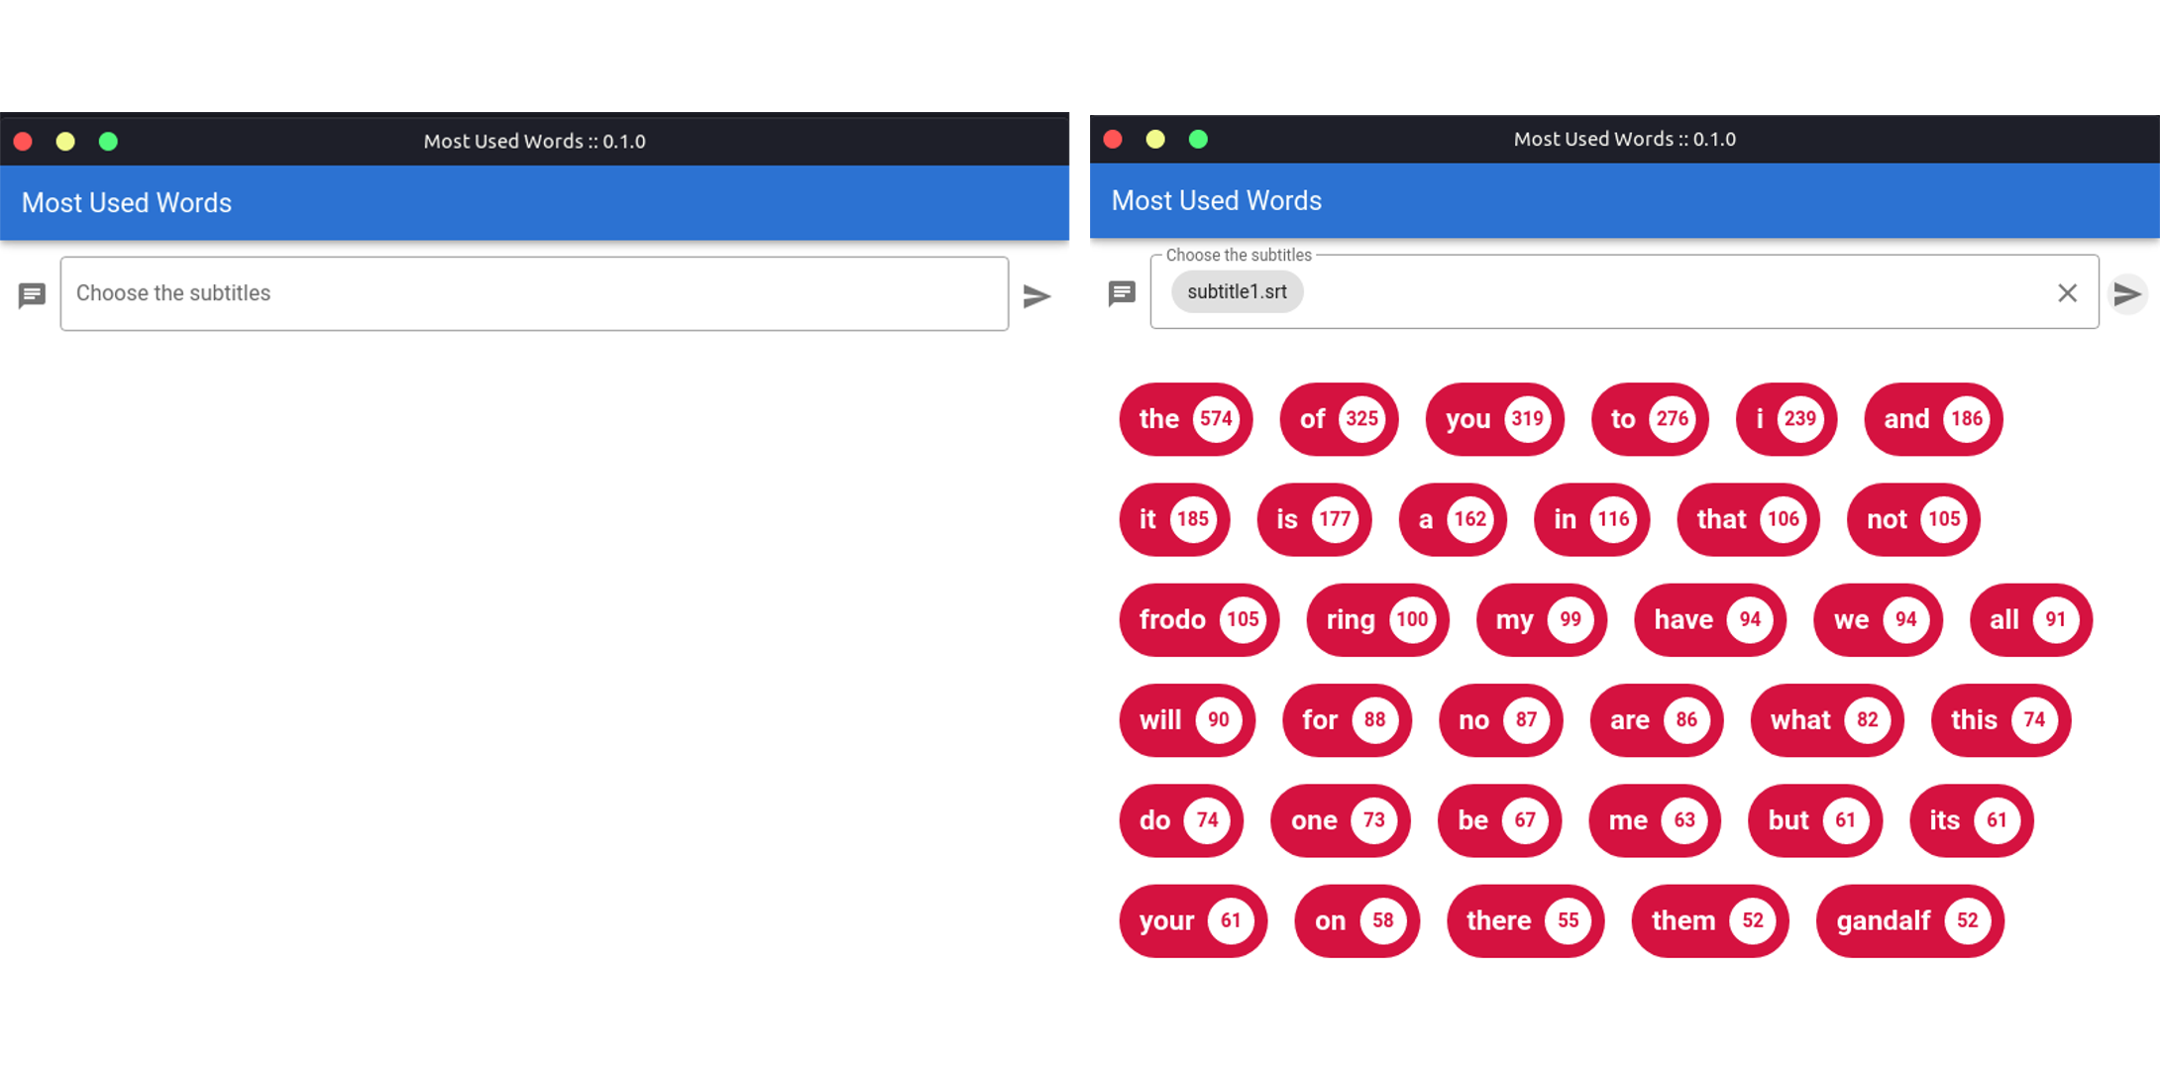 Most Used Words :: 0.1.0
Most Used Words
Choose the subtitles
Most Used Words :: 0.1.0
Most Used Words
Choose the subtitles
subtitle1.srt
the 574 of 325 you 319 to 276 i 239 and 186
it 185 is 177 a 162 in 116 that 106 not 105
frodo 105 ring 100 my 99 have 94 we 94 all 91
will 90 for 88 no 87 are 86 what 82 this 74
do 74 one 73 be 67 me 63 but 61 its 61
your 61 on 58 there 55 them 52 gandalf 52